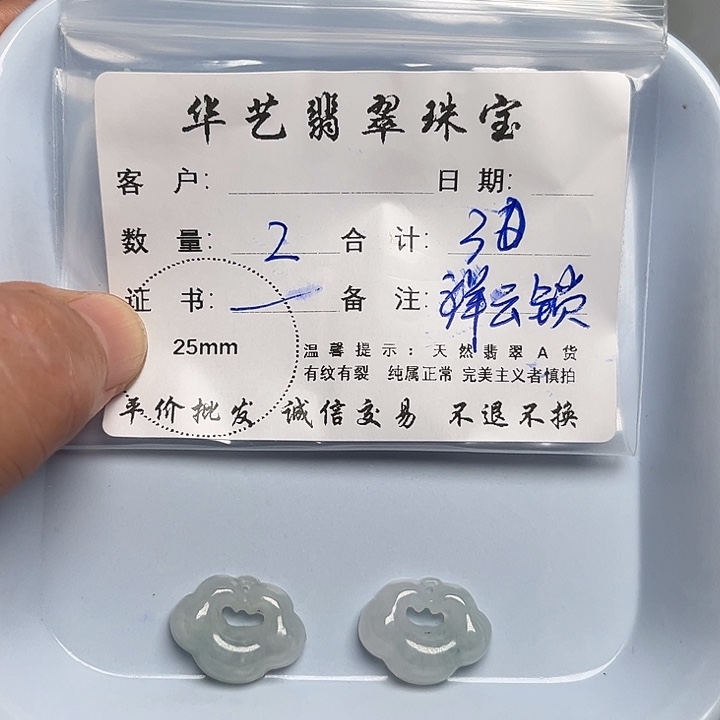 华艺翡翠珠宝
客 户: 日 期:
数 量: 2 合 计:
证 书: 备 注: 祥云锁
25mm
温馨提示: 天然翡翠A货
有纹有裂 纯属正常 完美主义者慎拍
平价批发 诚信交易 不退不换